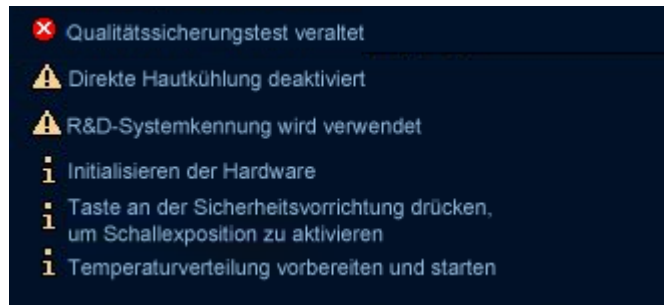 Qualitätssicherungstest veraltet
Direkte Hautkühlung deaktiviert
R&D-Systemkennung wird verwendet
Initialisieren der Hardware
Taste an der Sicherheitsvorrichtung drücken,
um Schallexposition zu aktivieren
Temperaturverteilung vorbereiten und starten